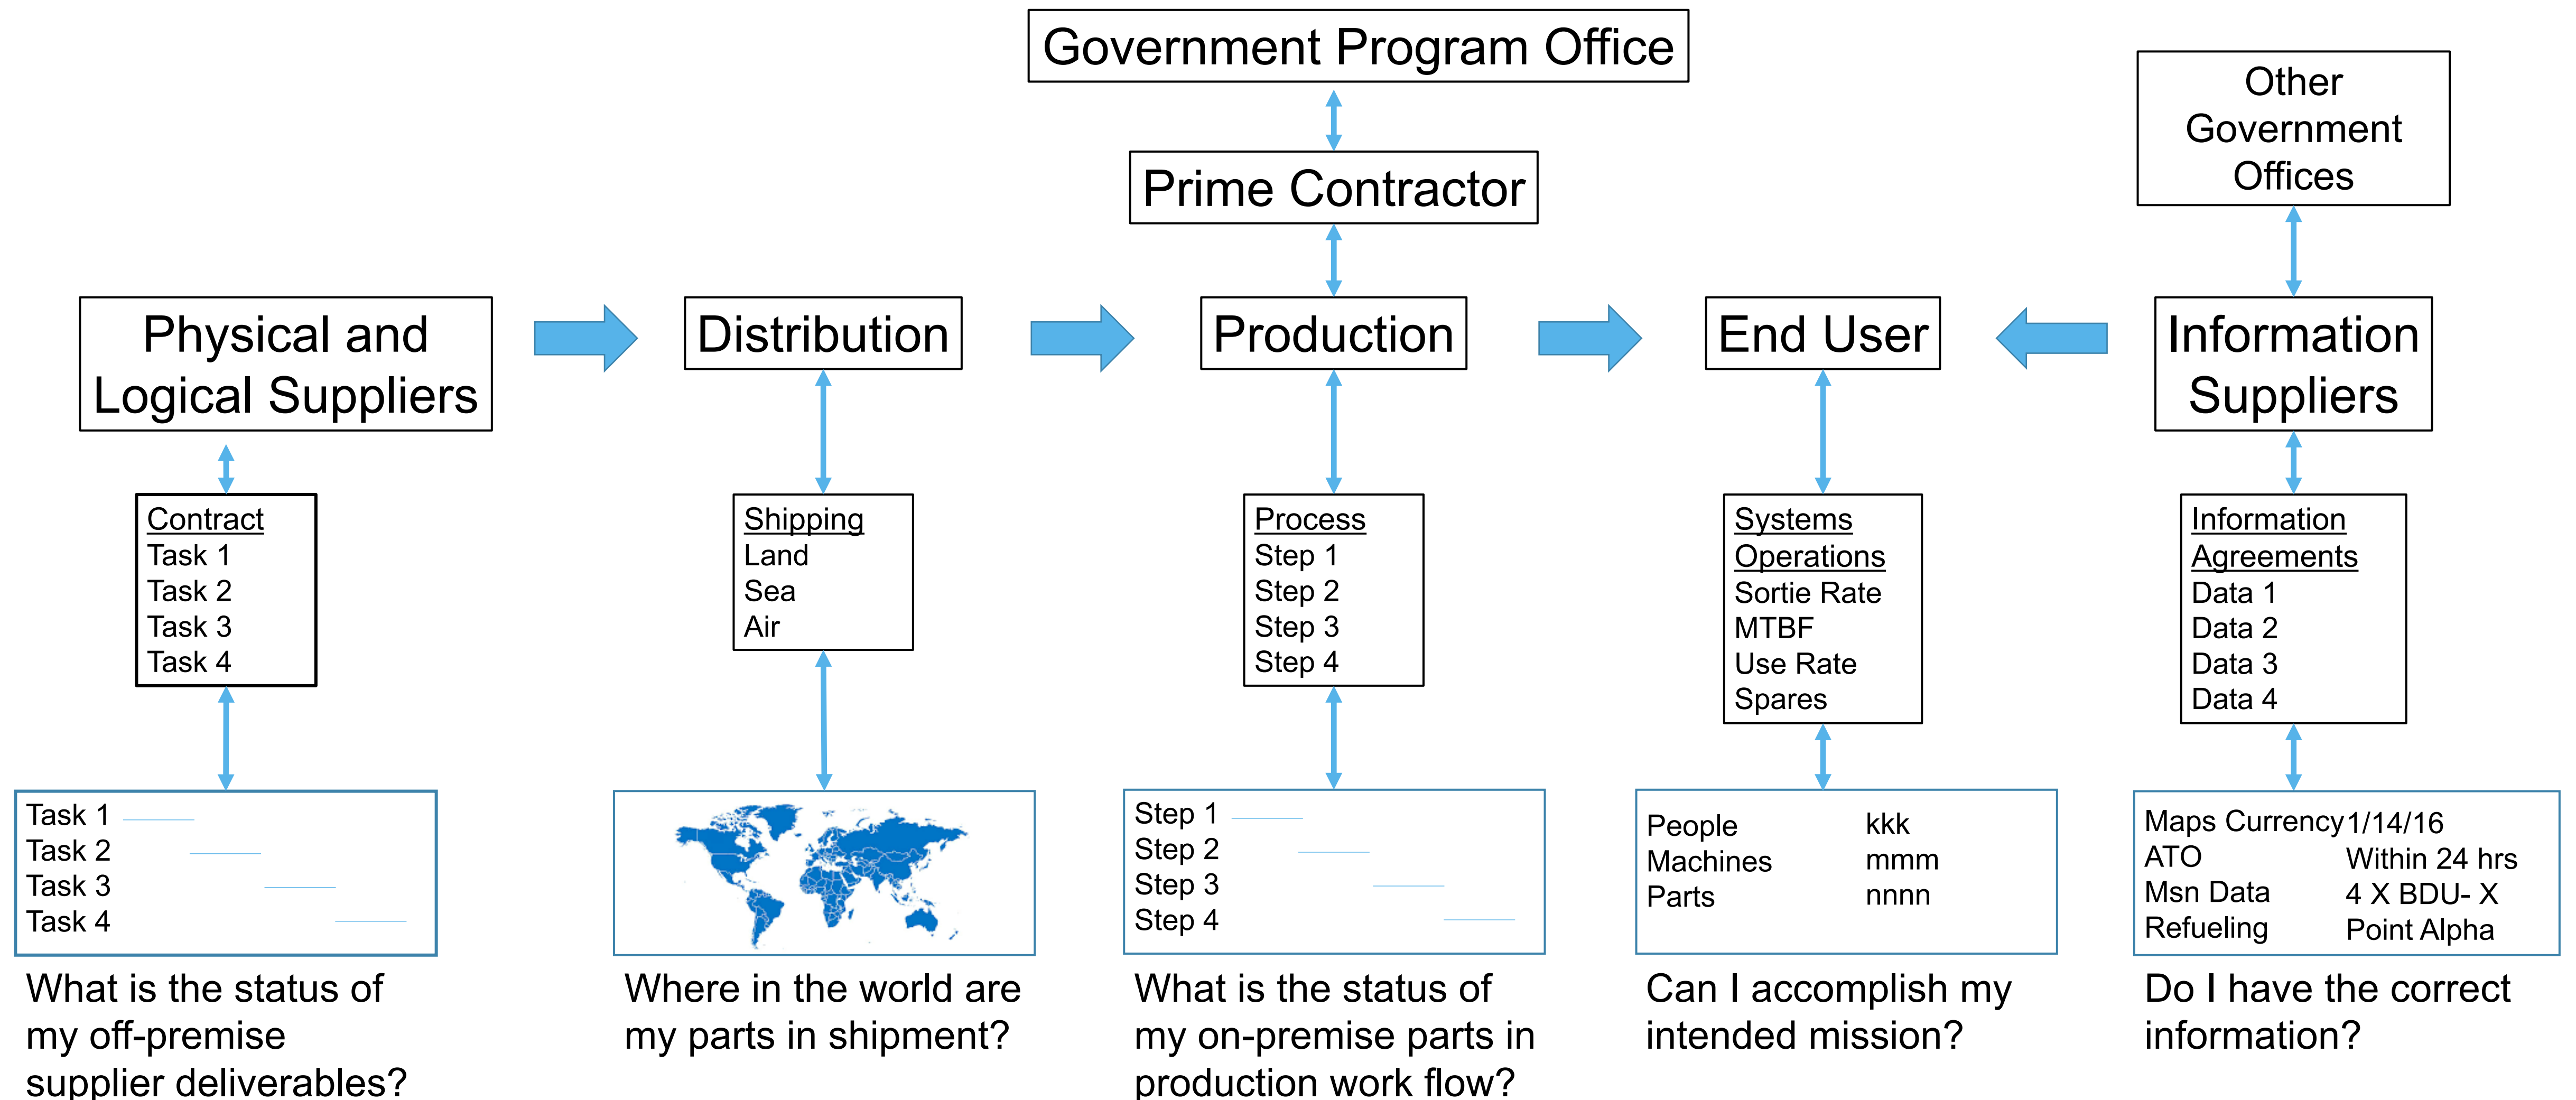 Government Program Office
Other
Government
Offices
Prime Contractor
Physical and
Logical Suppliers
Distribution
Production
End User
Information
Suppliers
Contract
Task 1
Task 2
Task 3
Task 4
Shipping
Land
Sea
Air
Process
Step 1
Step 2
Step 3
Step 4
Systems
Operations
Sortie Rate
MTBF
Use Rate
Spares
Information
Agreements
Data 1
Data 2
Data 3
Data 4
Task 1
Task 2
Task 3
Task 4
Step 1
Step 2
Step 3
Step 4
People kkk
Machines mmm
Parts nnnn
Maps Currency 1/14/16
ATO Within 24 hrs
Msn Data 4 X BDU- X
Refueling Point Alpha
What is the status of
my off-premise
supplier deliverables?
Where in the world are
my parts in shipment?
What is the status of
my on-premise parts in
production work flow?
Can I accomplish my
intended mission?
Do I have the correct
information?